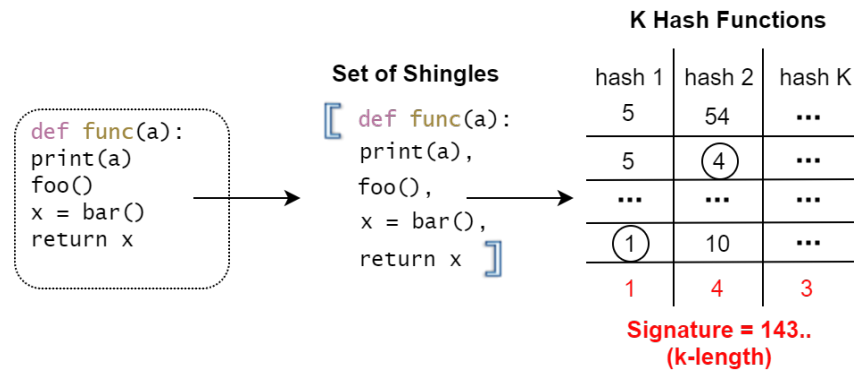 def func(a):
print(a)
foo()
x = bar()
return x
Set of Shingles
[ def func(a):
print(a),
foo(),
x = bar(),
return x ]
K Hash Functions
hash 1 hash 2 hash K
5 54 ...
5 4 ...
... ... ...
1 10 ...
1 4 3
Signature = 143..
(k-length)